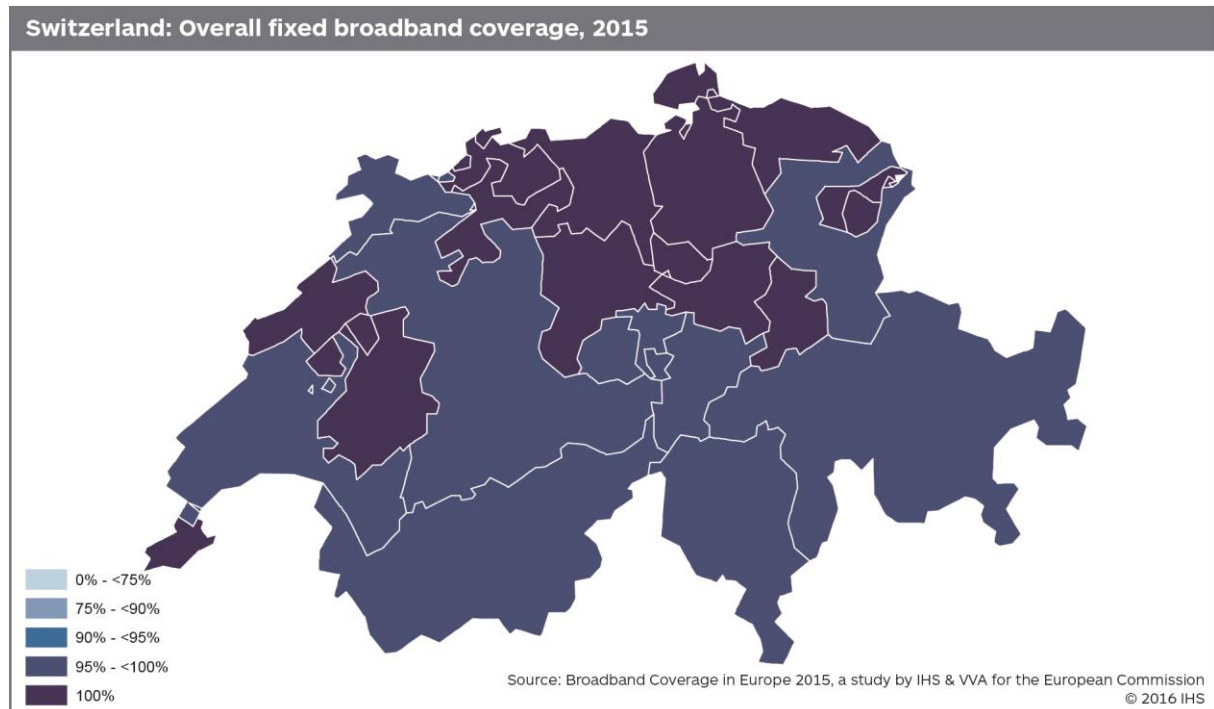 Switzerland: Overall fixed broadband coverage, 2015
0% - <75%
75% - <90%
90% - <95%
95% - <100%
100%
Source: Broadband Coverage in Europe 2015, a study by IHS & VVA for the European Commission
© 2016 IHS